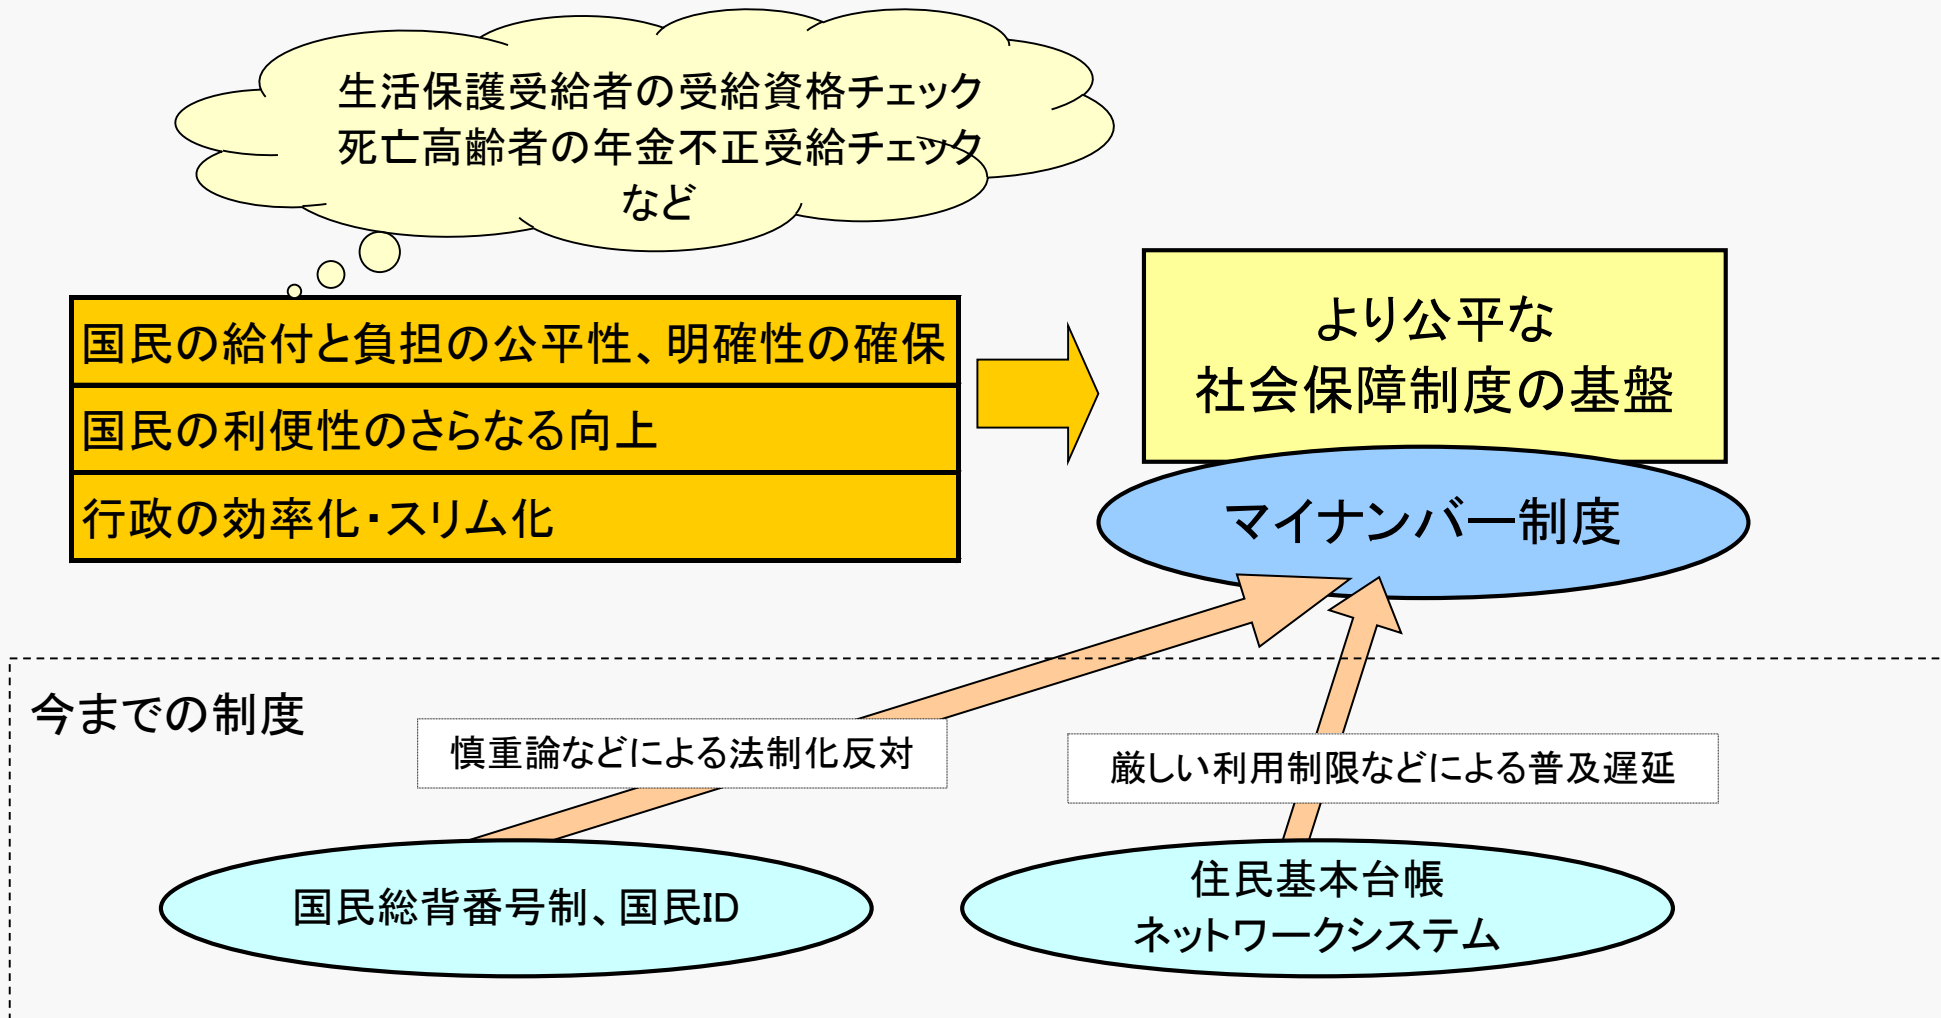 生活保護受給者の受給資格チェック
死亡高齢者の年金不正受給チェック
など
国民の給付と負担の公平性、明確性の確保
国民の利便性のさらなる向上
行政の効率化・スリム化
より公平な
社会保障制度の基盤
マイナンバー制度
今までの制度
慎重論などによる法制化反対
厳しい利用制限などによる普及遅延
国民総背番号制、国民ID
住民基本台帳
ネットワークシステム